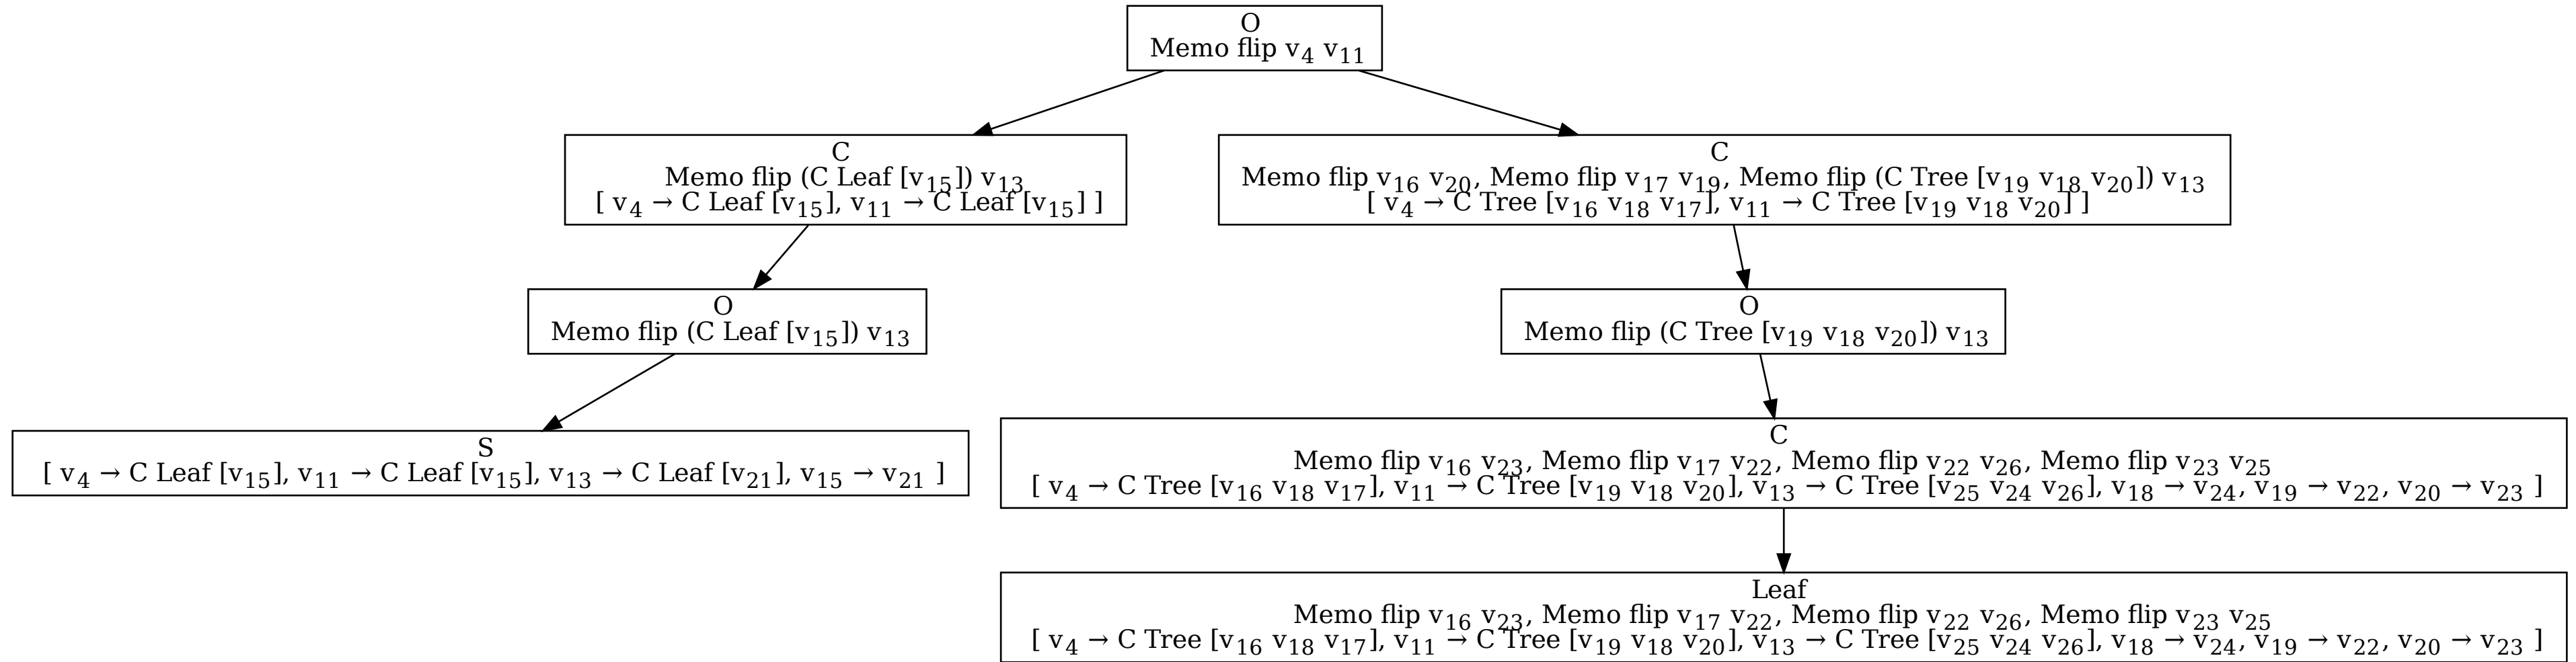 O
Memo flip v4 v11
C
Memo flip (C Leaf [v15]) v13
[ v4 → C Leaf [v15], v11 → C Leaf [v15] ]
C
Memo flip v16 v20, Memo flip v17 v19, Memo flip (C Tree [v19 v18 v20]) v13
[ v4 → C Tree [v16 v18 v17], v11 → C Tree [v19 v18 v20] ]
O
Memo flip (C Leaf [v15]) v13
O
Memo flip (C Tree [v19 v18 v20]) v13
S
[ v4 → C Leaf [v15], v11 → C Leaf [v15], v13 → C Leaf [v21], v15 → v21 ]
C
Memo flip v16 v23, Memo flip v17 v22, Memo flip v22 v26, Memo flip v23 v25
[ v4 → C Tree [v16 v18 v17], v11 → C Tree [v19 v18 v20], v13 → C Tree [v25 v24 v26], v18 → v24, v19 → v22, v20 → v23 ]
Leaf
Memo flip v16 v23, Memo flip v17 v22, Memo flip v22 v26, Memo flip v23 v25
[ v4 → C Tree [v16 v18 v17], v11 → C Tree [v19 v18 v20], v13 → C Tree [v25 v24 v26], v18 → v24, v19 → v22, v20 → v23 ]